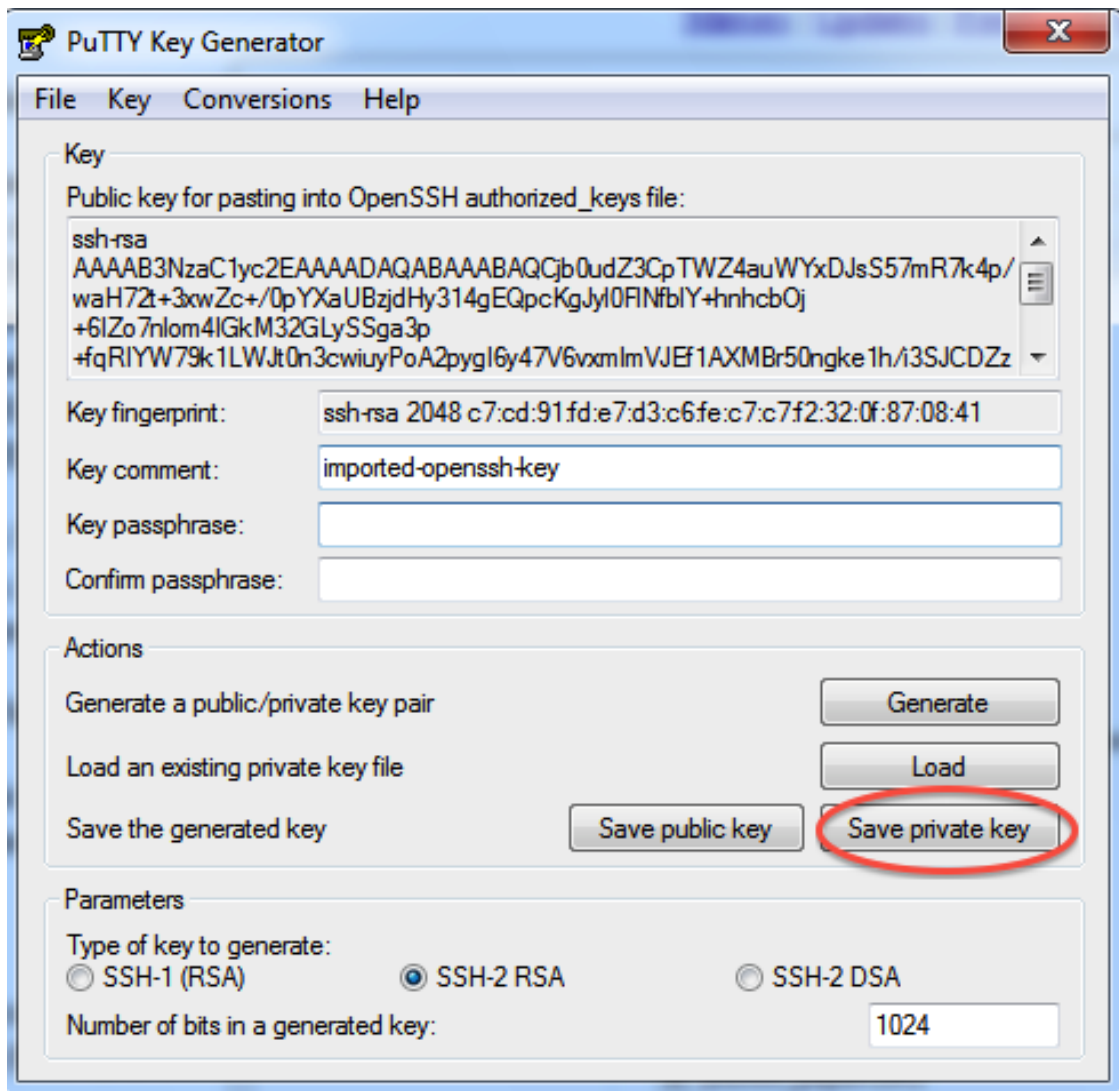 PuTTY Key Generator
File Key Conversions Help
Key
Public key for pasting into OpenSSH authorized_keys file:
ssh-rsa
AAAAB3NzaC1yc2EAAAADAQABAAABAQCjb0udZ3CpTWZ4auWYxDJsS57mR7k4p/
waH72t+3xwZc+/0pYXaUBzjdHy314gEQpcKgJyl0FlNfblY+hnhcbOj
+6lZo7nlom4lGkM32GLySSga3p
+fqRIYW79k1LWJt0n3cwiuyPoA2pygI6y47V6vxmlmVJEf1AXMBr50ngke1h/i3SJCDZz
Key fingerprint: ssh-rsa 2048 c7:cd:91:fd:e7:d3:c6:fe:c7:c7:f2:32:0f:87:08:41
Key comment: imported-openssh-key
Key passphrase:
Confirm passphrase:
Actions
Generate a public/private key pair Generate
Load an existing private key file Load
Save the generated key Save public key Save private key
Parameters
Type of key to generate:
SSH-1 (RSA) SSH-2 RSA SSH-2 DSA
Number of bits in a generated key: 1024